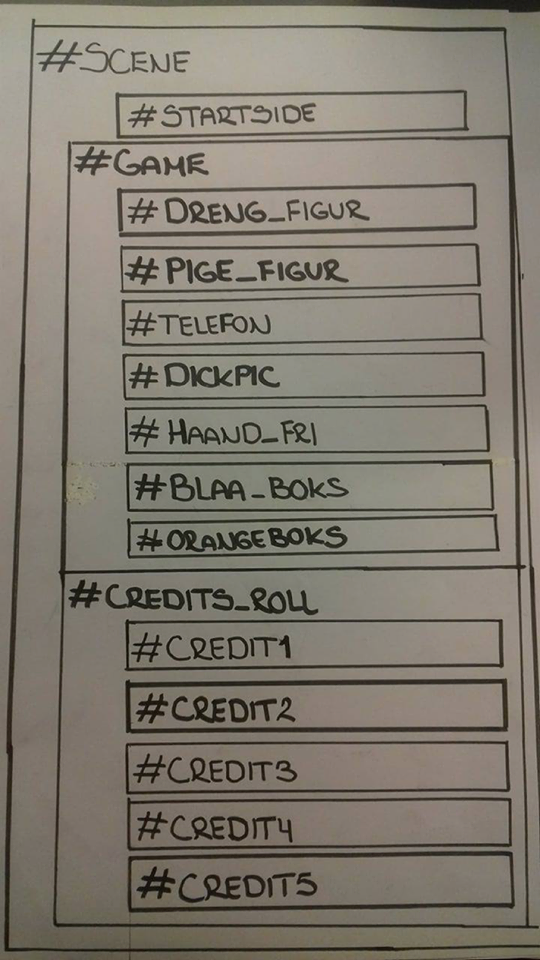 #SCENE
#STARTSIDE
#GAME
#DRENG_FIGUR
#PIGE_FIGUR
#TELEFON
#DICKPIC
#HAAND_FRI
#BLAA_BOKS
#ORANGEBOKS
#CREDITS_ROLL
#CREDIT1
#CREDIT2
#CREDIT3
#CREDIT4
#CREDIT5